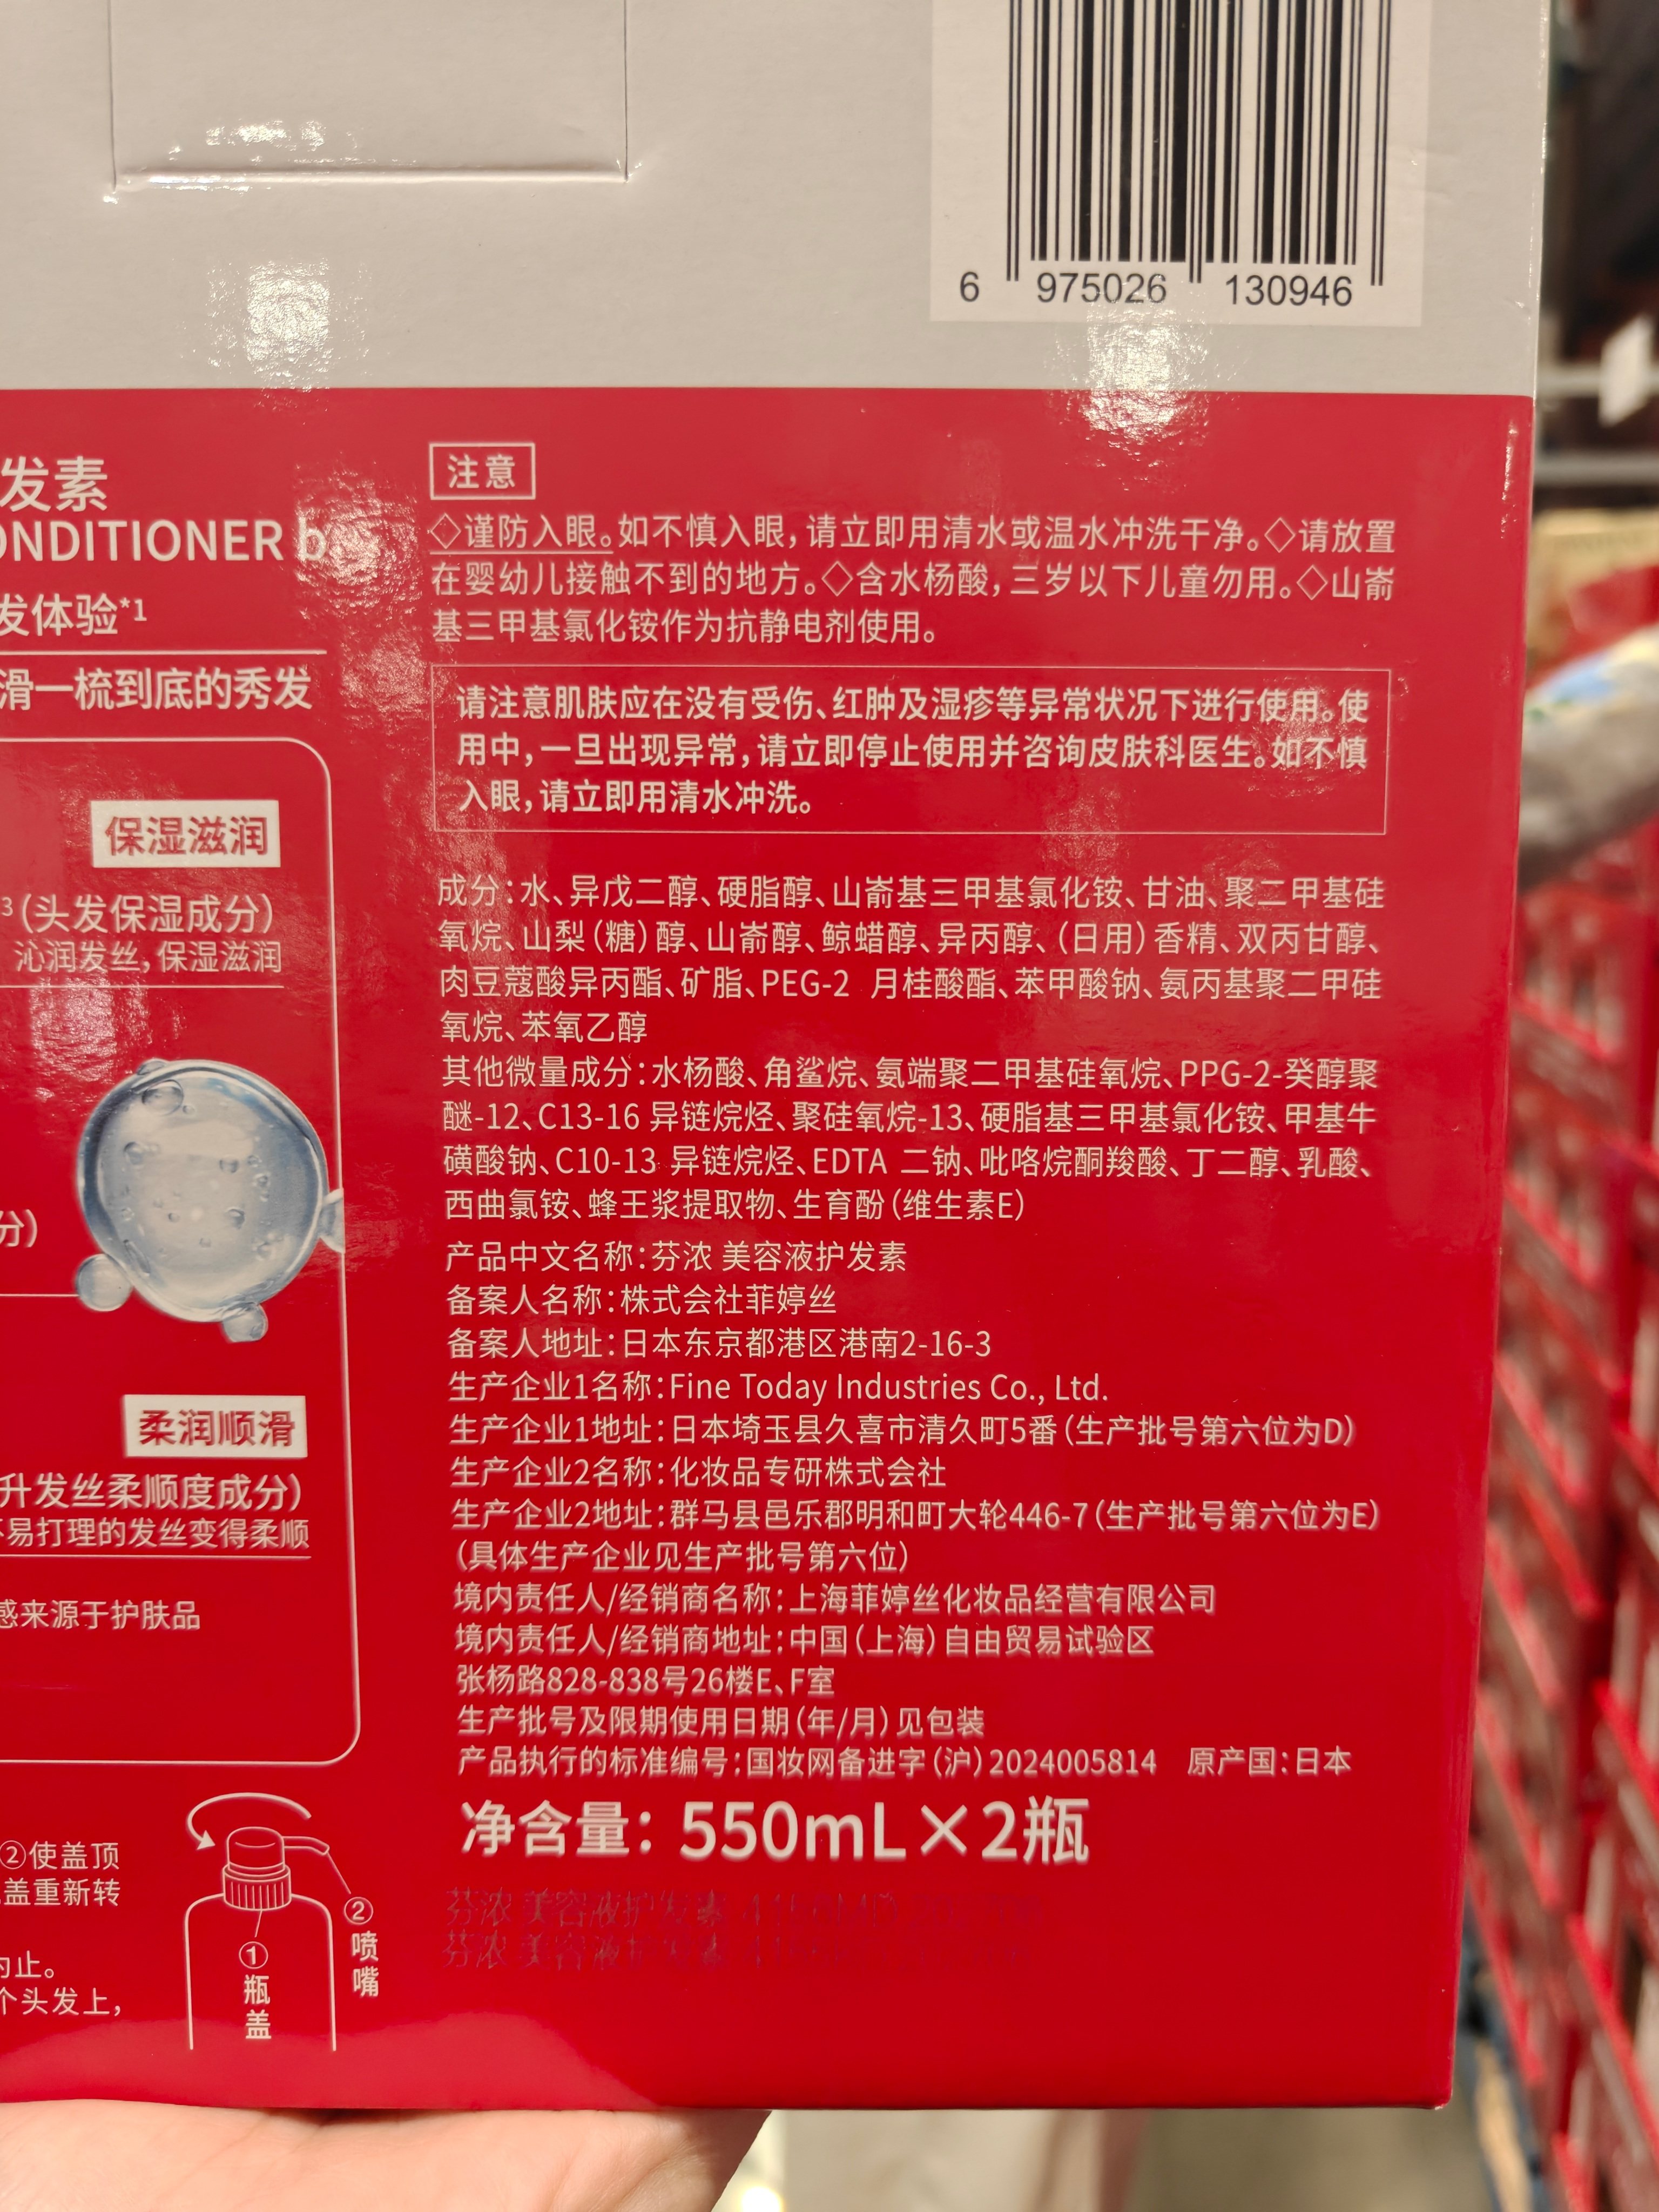 6 975026 130946
发素
ONDITIONER b
发体验*1
滑一梳到底的秀发
保湿滋润
3(头发保湿成分)
沁润发丝,保湿滋润
分)
柔润顺滑
升发丝柔顺度成分)
不易打理的发丝变得柔顺
感来源于护肤品
②使盖顶
盖重新转
为止。
个头发上,
①
瓶盖
②
喷嘴
注意
◇谨防入眼。如不慎入眼,请立即用清水或温水冲洗干净。◇请放置
在婴幼儿接触不到的地方。◇含水杨酸,三岁以下儿童勿用。◇山嵛
基三甲基氯化铵作为抗静电剂使用。
请注意肌肤应在没有受伤、红肿及湿疹等异常状况下进行使用。使
用中,一旦出现异常,请立即停止使用并咨询皮肤科医生。如不慎
入眼,请立即用清水冲洗。
成分:水、异戊二醇、硬脂醇、山嵛基三甲基氯化铵、甘油、聚二甲基硅
氧烷、山梨(糖)醇、山嵛醇、鲸蜡醇、异丙醇、(日用)香精、双丙甘醇、
肉豆蔻酸异丙酯、矿脂、PEG-2 月桂酸酯、苯甲酸钠、氨丙基聚二甲硅
氧烷、苯氧乙醇
其他微量成分:水杨酸、角鲨烷、氨端聚二甲基硅氧烷、PPG-2-癸醇聚
醚-12、C13-16 异链烷烃、聚硅氧烷-13、硬脂基三甲基氯化铵、甲基牛
磺酸钠、C10-13 异链烷烃、EDTA 二钠、吡咯烷酮羧酸、丁二醇、乳酸、
西曲氯铵、蜂王浆提取物、生育酚(维生素E)
产品中文名称:芬浓 美容液护发素
备案人名称:株式会社菲婷丝
备案人地址:日本东京都港区港南2-16-3
生产企业1名称:Fine Today Industries Co., Ltd.
生产企业1地址:日本埼玉县久喜市清久町5番(生产批号第六位为D)
生产企业2名称:化妆品专研株式会社
生产企业2地址:群马县邑乐郡明和町大轮446-7(生产批号第六位为E)
(具体生产企业见生产批号第六位)
境内责任人/经销商名称:上海菲婷丝化妆品经营有限公司
境内责任人/经销商地址:中国(上海)自由贸易试验区
张杨路828-838号26楼E、F室
生产批号及限期使用日期(年/月)见包装
产品执行的标准编号:国妆网备进字(沪)2024005814 原产国:日本
净含量:550mL×2瓶
芬浓 美容液护发素
芬浓 美容液护发素